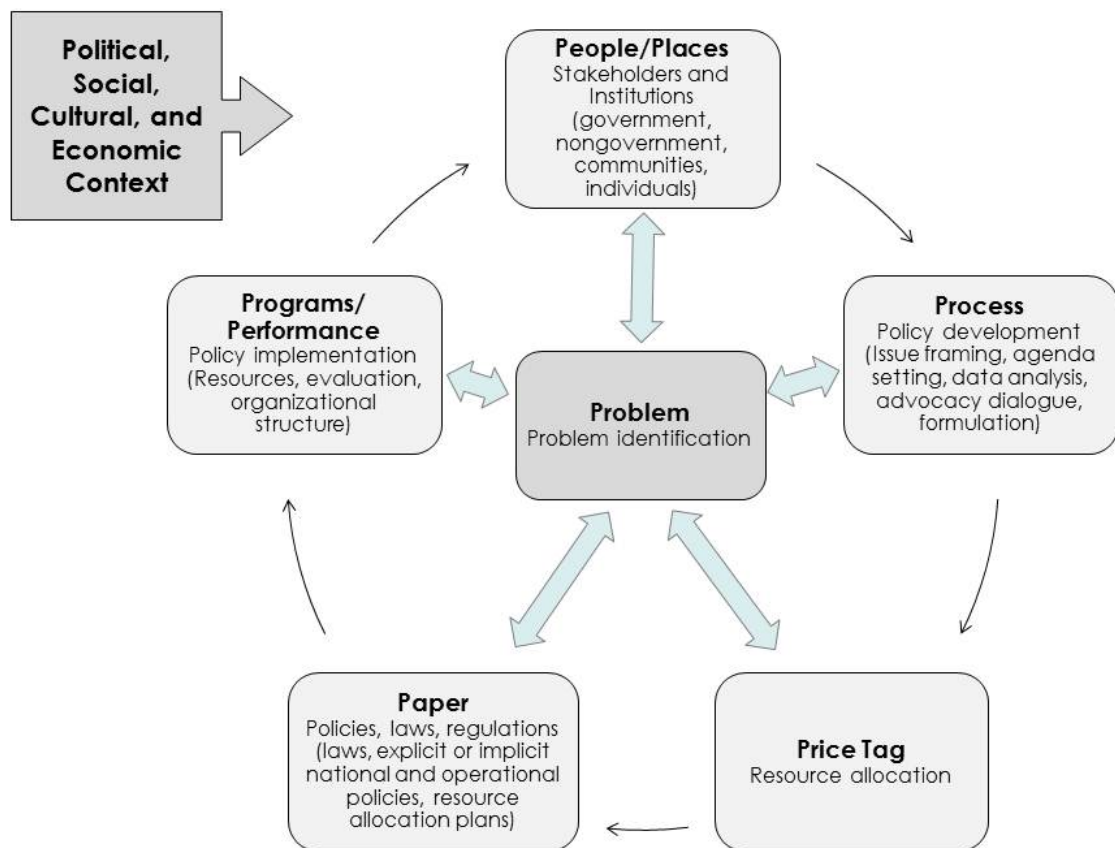 Political,
Social,
Cultural, and
Economic
Context
People/Places
Stakeholders and
Institutions
(government,
nongovernment,
communities,
individuals)
Programs/
Performance
Policy implementation
(Resources, evaluation,
organizational
structure)
Process
Policy development
(Issue framing, agenda
setting, data analysis,
advocacy dialogue,
formulation)
Problem
Problem identification
Paper
Policies, laws, regulations
(laws, explicit or implicit
national and operational
policies, resource
allocation plans)
Price Tag
Resource allocation